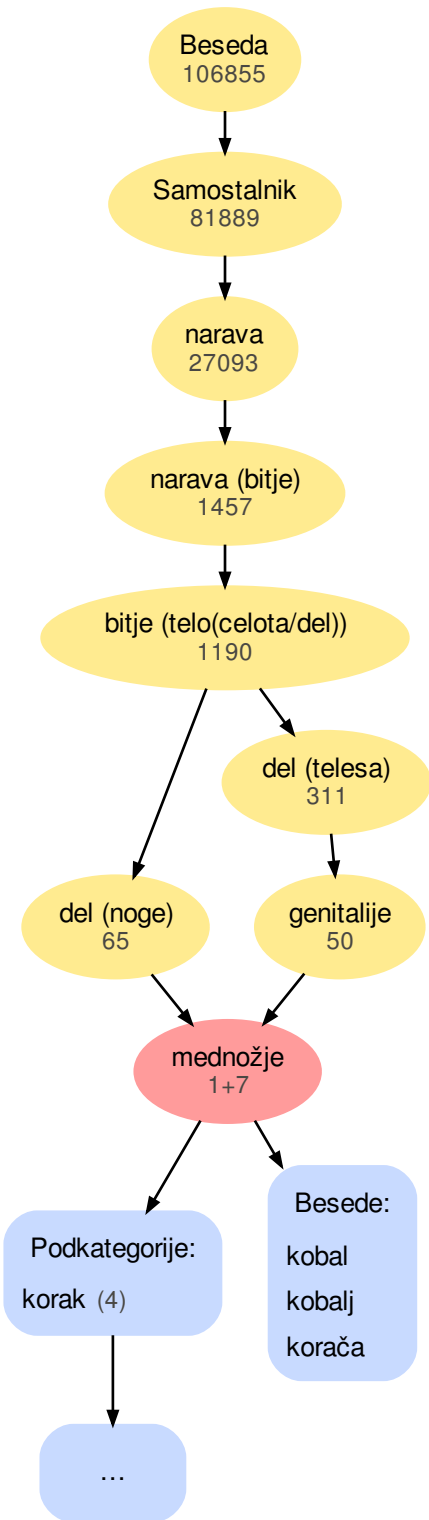 Beseda
106855
Samostalnik
81889
narava
27093
narava (bitje)
1457
bitje (telo(celota/del))
1190
del (telesa)
311
del (noge)
65
genitalije
50
mednožje
1+7
Besede:
kobal
kobalj
korača
Podkategorije:
korak (4)
...